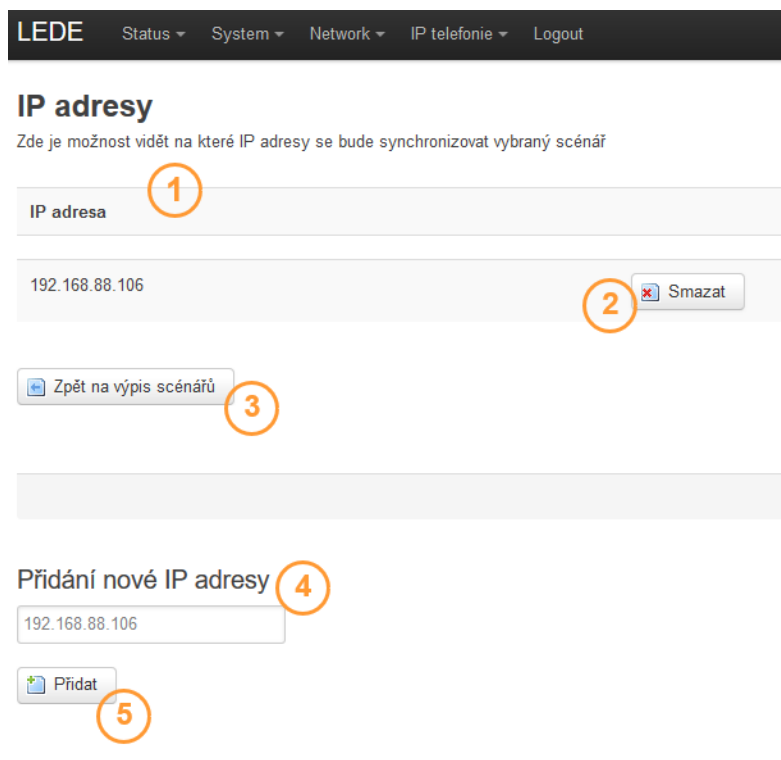 LEDE Status System Network IP telefonie Logout
IP adresy
Zde je možnost vidět na které IP adresy se bude synchronizovat vybraný scénář
1
IP adresa
192.168.88.106
Smazat
2
Zpět na výpis scénářů
3
Přidání nové IP adresy
4
192.168.88.106
Přidat
5